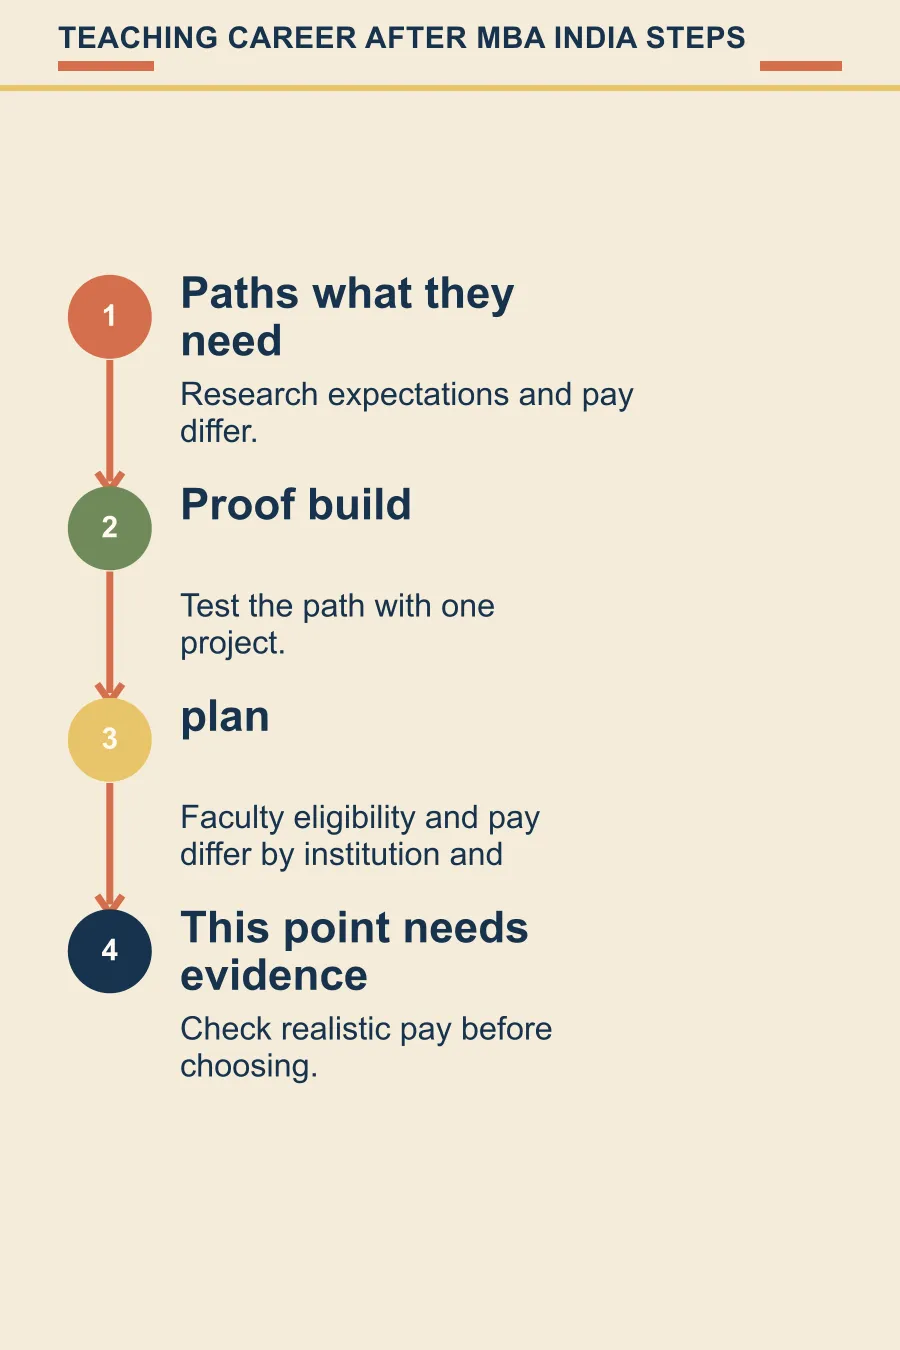 TEACHING CAREER AFTER MBA INDIA STEPS
1
Paths what they
need
Research expectations and pay
differ.
2
Proof build
Test the path with one
project.
3
plan
Faculty eligibility and pay
differ by institution and
4
This point needs
evidence
Check realistic pay before
choosing.